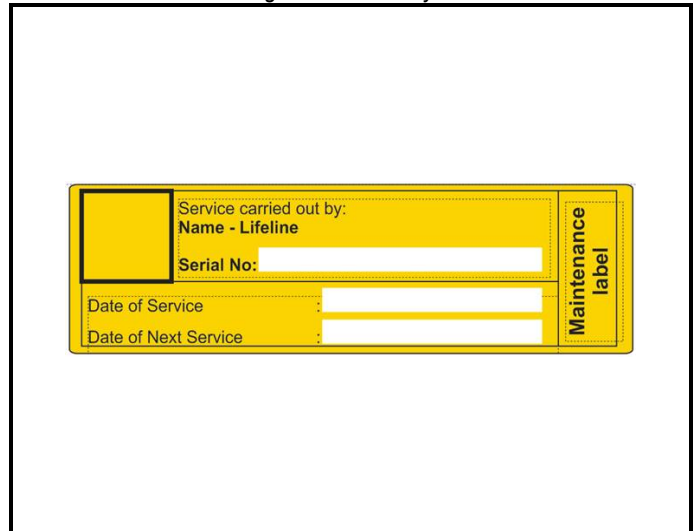 Service carried out by:
Name - Lifeline
Serial No:
Date of Service :
Date of Next Service :
Maintenance
label